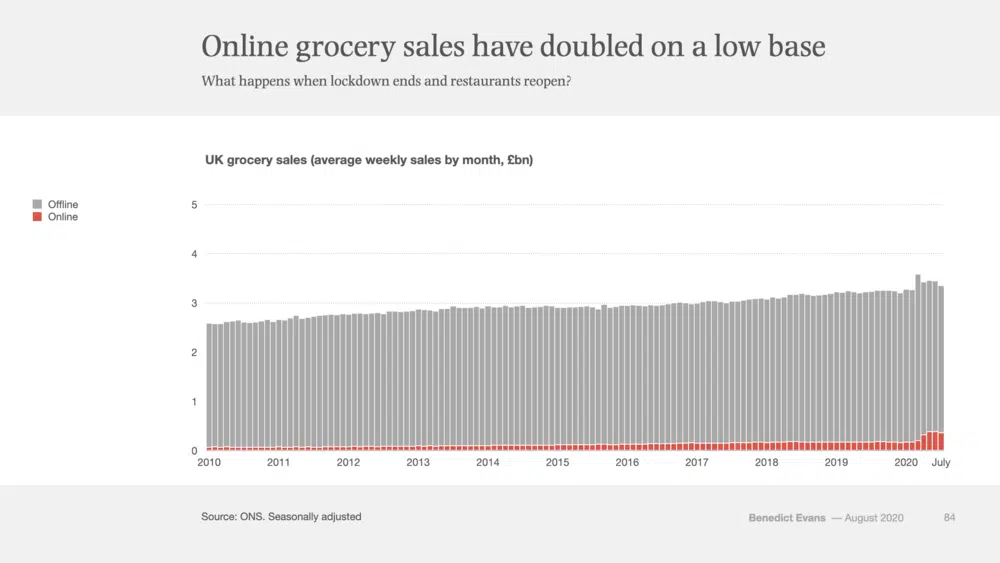 Online grocery sales have doubled on a low base
What happens when lockdown ends and restaurants reopen?
UK grocery sales (average weekly sales by month, £bn)
Offline
Online
5
4
3
2
1
0
2010 2011 2012 2013 2014 2015 2016 2017 2018 2019 2020 July
Source: ONS. Seasonally adjusted
Benedict Evans — August 2020 84